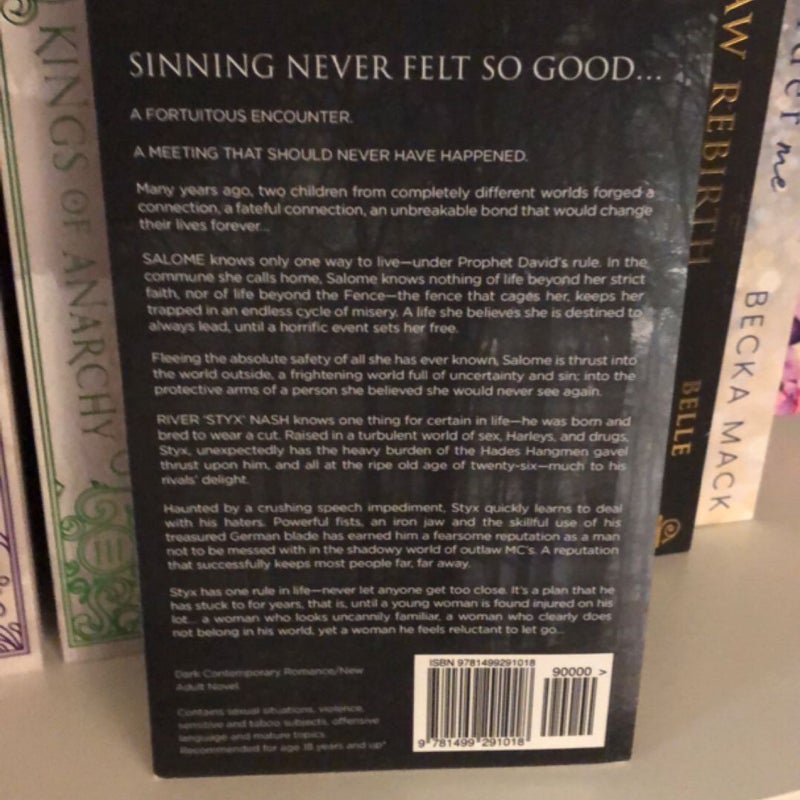 SINNING NEVER FELT SO GOOD...
A FORTUITOUS ENCOUNTER.
A MEETING THAT SHOULD NEVER HAVE HAPPENED.
Many years ago, two children from completely different worlds forged a
connection, a fateful connection, an unbreakable bond that would change
their lives forever...
SALOME knows only one way to live—under Prophet David's rule. In the
commune she calls home, Salome knows nothing of life beyond her strict
faith, nor of life beyond the Fence—the fence that cages her, keeps her
trapped in an endless cycle of misery. A life she believes she is destined to
always lead, until a horrific event sets her free.
Fleeing the absolute safety of all she has ever known, Salome is thrust into
the world outside, a frightening world full of uncertainty and sin; into the
protective arms of a person she believed she would never see again.
RIVER 'STYX' NASH knows one thing for certain in life—he was born and
bred to wear a cut. Raised in a turbulent world of sex, Harleys, and drugs,
Styx, unexpectedly has the heavy burden of the Hades Hangmen gavel
thrust upon him, and all at the ripe old age of twenty-six—much to his
rivals' delight.
Haunted by a crushing speech impediment, Styx quickly learns to deal
with his haters. Powerful fists, an iron jaw and the skillful use of his
treasured German blade has earned him a fearsome reputation as a man
not to be messed with in the shadowy world of outlaw MC's. A reputation
that successfully keeps most people far, far away.
Styx has one rule in life—never let anyone get too close. It's a plan that he
has stuck to for years, that is, until a young woman is found injured on his
lot... a woman who looks uncannily familiar, a woman who clearly does
not belong in his world, yet a woman he feels reluctant to let go...
Dark Contemporary Romance/New
Adult Novel.
Contains sexual situations, violence,
sensitive and taboo subjects, offensive
language and mature topics.
Recommended for age 18 years and up*
ISBN 9781499291018
90000 >
9 781499 291018
KINGS OF ANARCHY
AW REBIRTH
BELLE
BECKA MACK
me